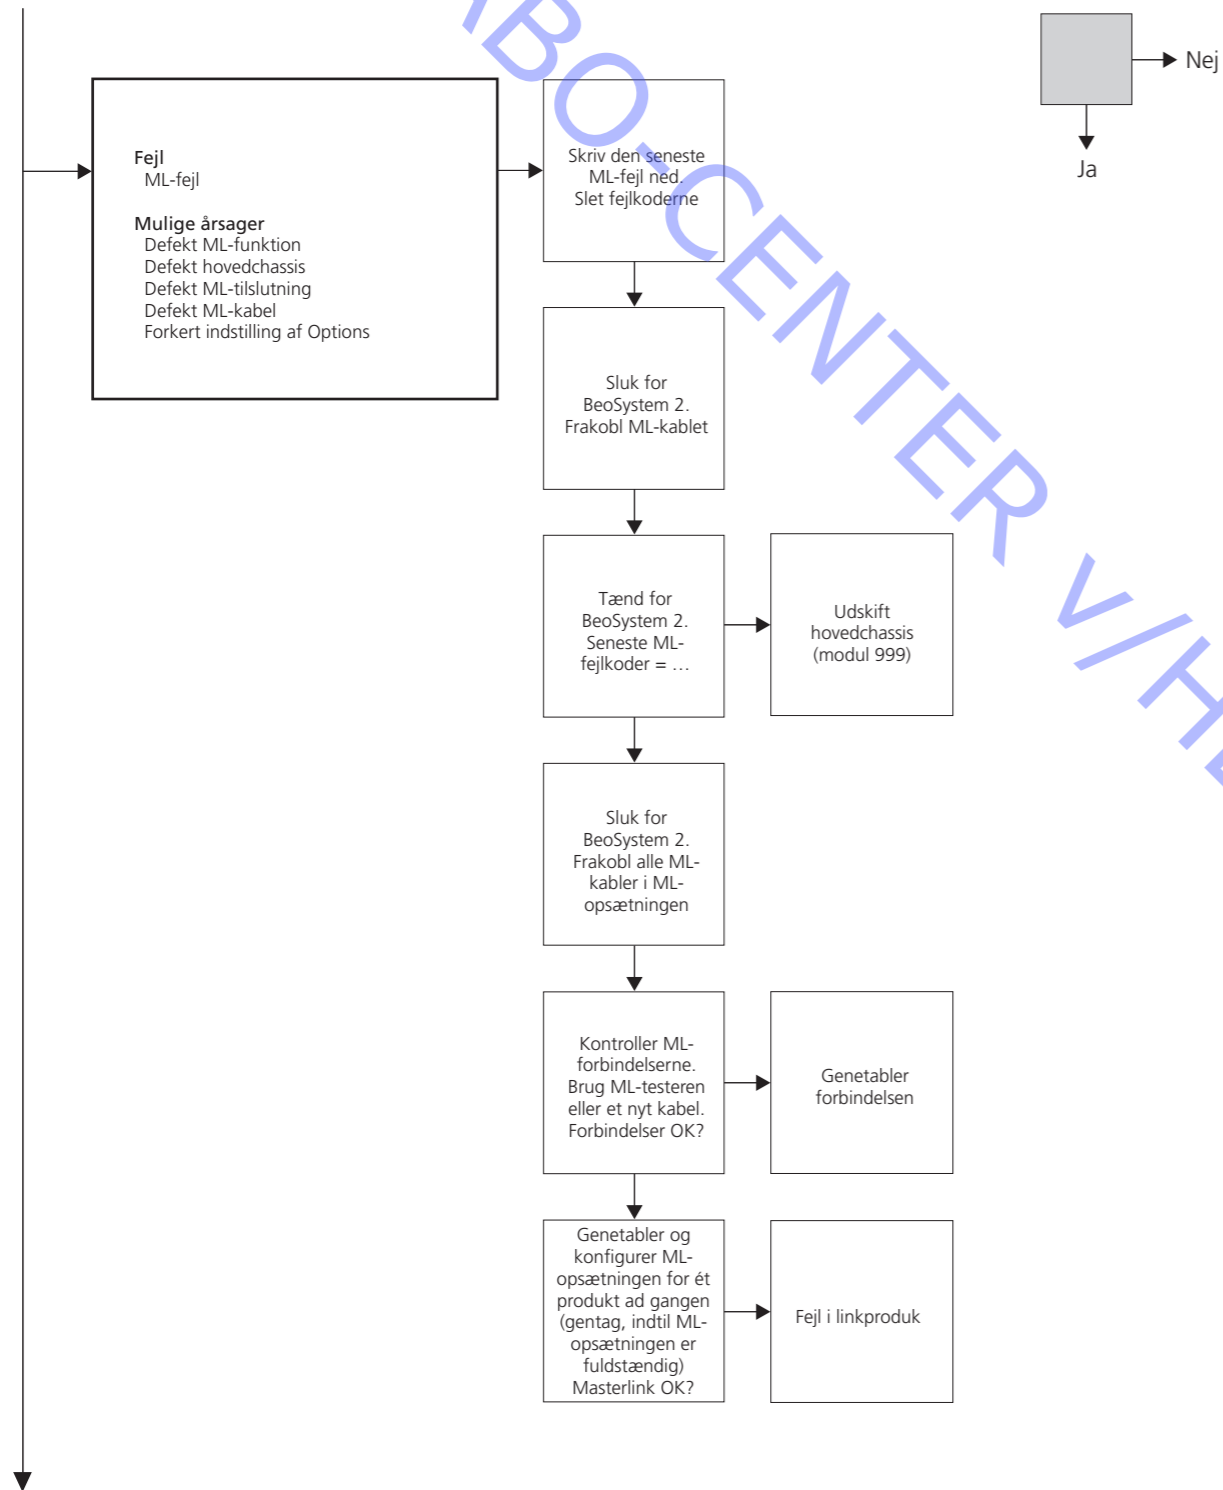 Nej
Ja
Fejl
ML-fejl
Mulige årsager
Defekt ML-funktion
Defekt hovedchassis
Defekt ML-tilslutning
Defekt ML-kabel
Forkert indstilling af Options
Skriv den seneste
ML-fejl ned.
Slet fejlkoderne
Sluk for
BeoSystem 2.
Frakobl ML-kablet
Tænd for
BeoSystem 2.
Seneste ML-
fejlkoder = …
Udskift
hovedchassis
(modul 999)
Sluk for
BeoSystem 2.
Frakobl alle ML-
kabler i ML-
opsætningen
Kontroller ML-
forbindelserne.
Brug ML-testeren
eller et nyt kabel.
Forbindelser OK?
Genetabler
forbindelsen
Genetabler og
konfigurer ML-
opsætningen for ét
produkt ad gangen
(gentag, indtil ML-
opsætningen er
fuldstændig)
Masterlink OK?
Fejl i linkproduk
BO-CENTER v/H